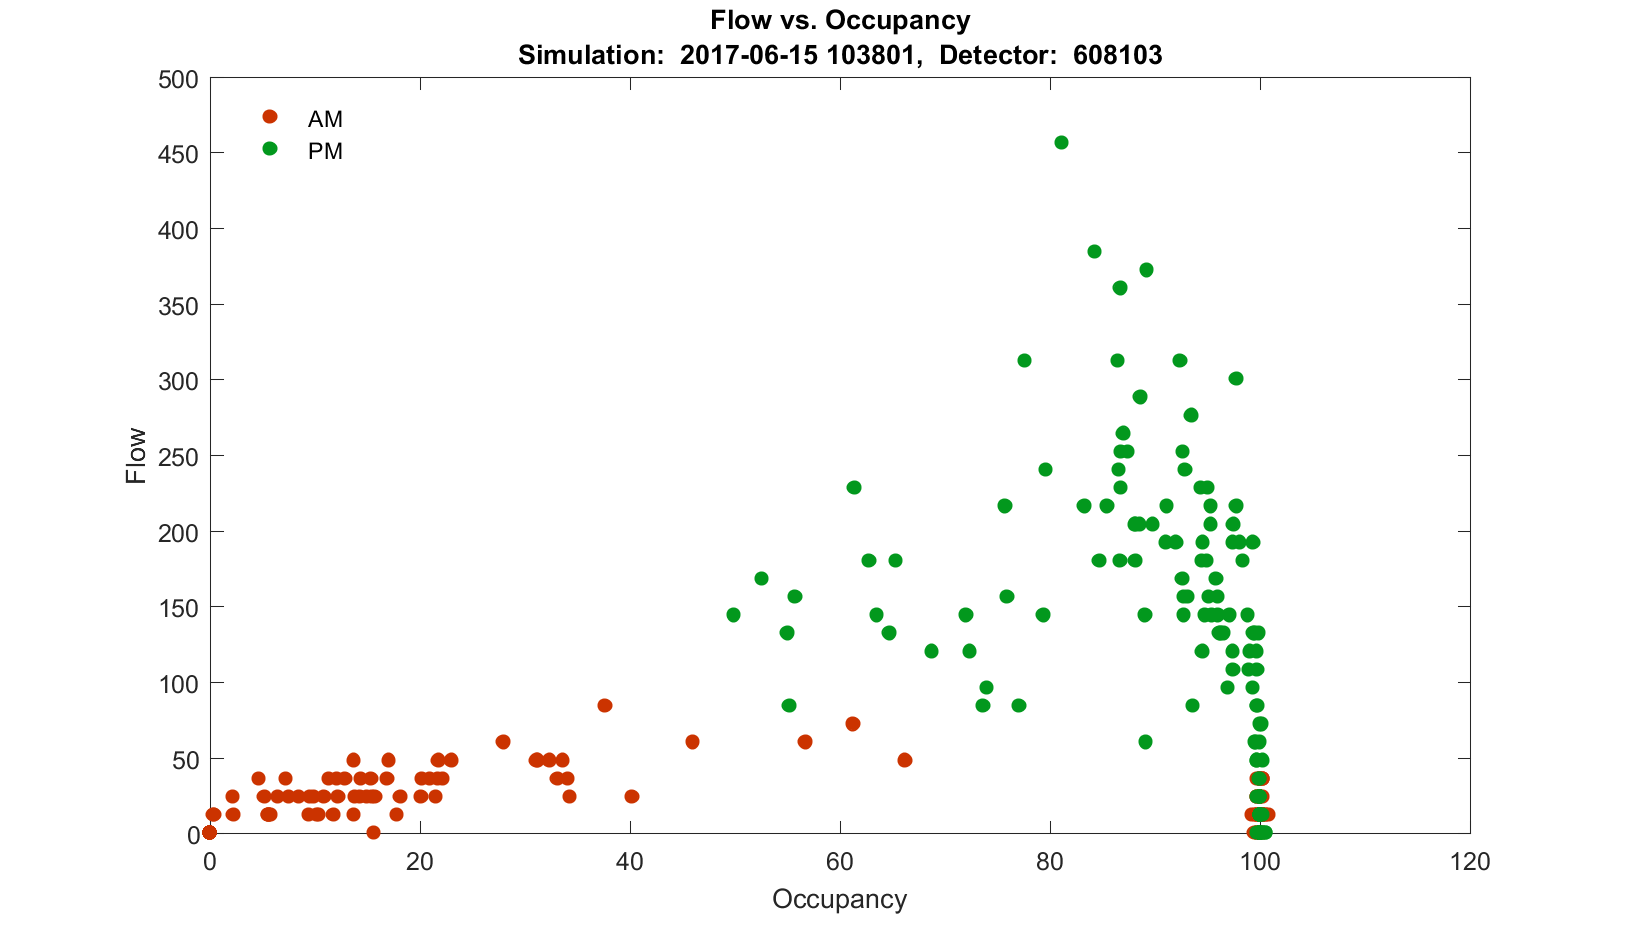 Flow vs. Occupancy
Simulation:  2017-06-15 103801,  Detector:  608103
500
450
400
350
300
250
200
150
100
50
0
AM
PM
Flow
0 20 40 60 80 100 120
Occupancy